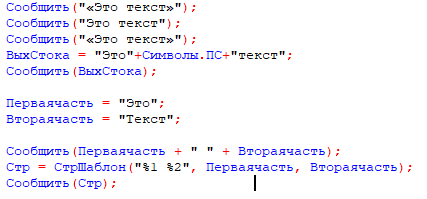 Сообщить("«Это текст»");
Сообщить("Это текст");
Сообщить("«Это текст»");
ВыхСтока = "Это"+Символы.ПС+"текст";
Сообщить(ВыхСтока);
Перваячасть = "Это";
Втораячасть = "Текст";
Сообщить(Перваячасть + " " + Втораячасть);
Стр = СтрШаблон("%1 %2", Перваячасть, Втораячасть);
Сообщить(Стр);